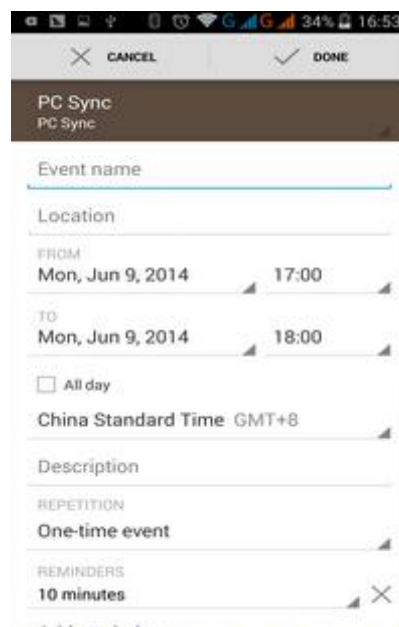 G G 34% 16:53
CANCEL DONE
PC Sync
PC Sync
Event name
Location
FROM
Mon, Jun 9, 2014 17:00
TO
Mon, Jun 9, 2014 18:00
All day
China Standard Time GMT+8
Description
REPETITION
One-time event
REMINDERS
10 minutes